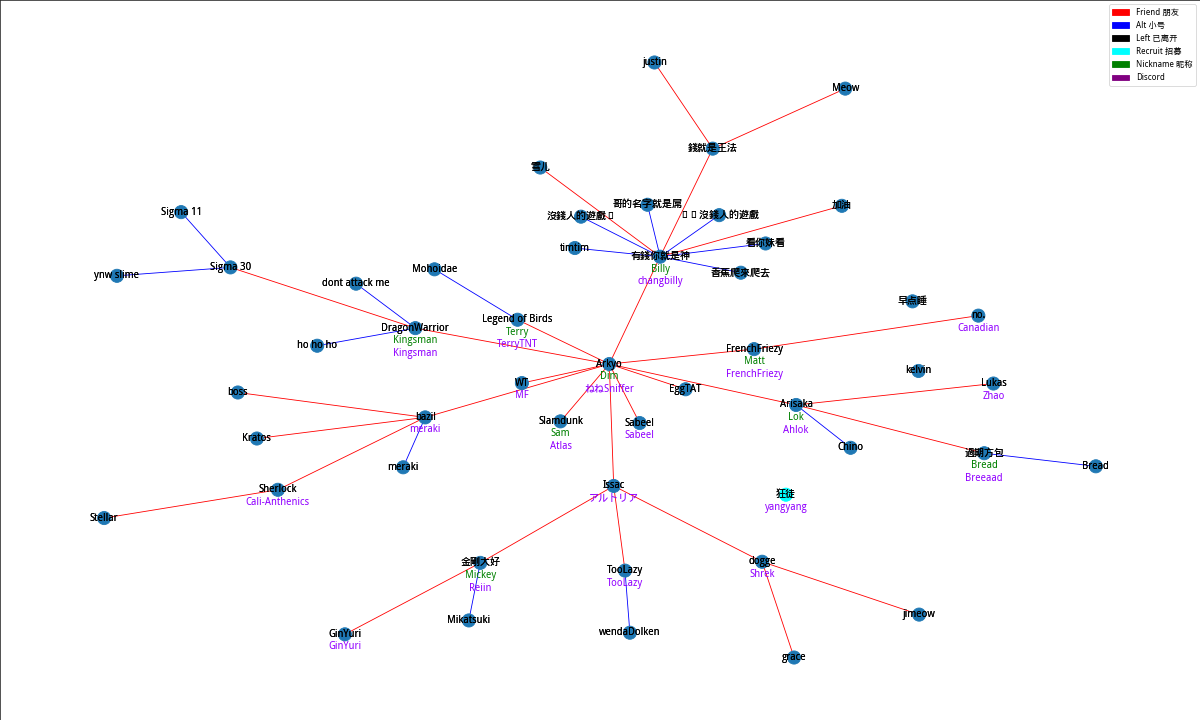 Friend 朋友
Alt 小号
Left 已离开
Recruit 招募
Nickname 昵称
Discord
justin
Meow
錢就是王法
雪儿
哥的名字就是屌
加油
沒錢人的遊戲
沒錢人的遊戲
Sigma 11
timtim
看你妹看
有錢你就是神
Billy
changbilly
香蕉爬來爬去
Sigma 30
ynw slime
Mohoidae
dont attack me
早点睡
no.
Canadian
Legend of Birds
Terry
TerryTNT
DragonWarrior
Kingsman
Kingsman
ho ho ho
FrenchFriezy
Matt
FrenchFriezy
Arkyo
Dim
ねねSniffer
kelvin
WT
MF
EggTAT
Lukas
Zhao
boss
Arisaka
Lok
Ahlok
bazil
meraki
Slamdunk
Sam
Atlas
Sabeel
Sabeel
Kratos
Chino
過期方包
Bread
Breeaad
Bread
meraki
Sherlock
Cali-Anthenics
Issac
アルトリア
狂徒
yangyang
Stellar
金剛大好
Mickey
Reiin
TooLazy
TooLazy
dogge
Shrek
jimeow
Mikatsuki
GinYuri
GinYuri
wendaDolken
grace